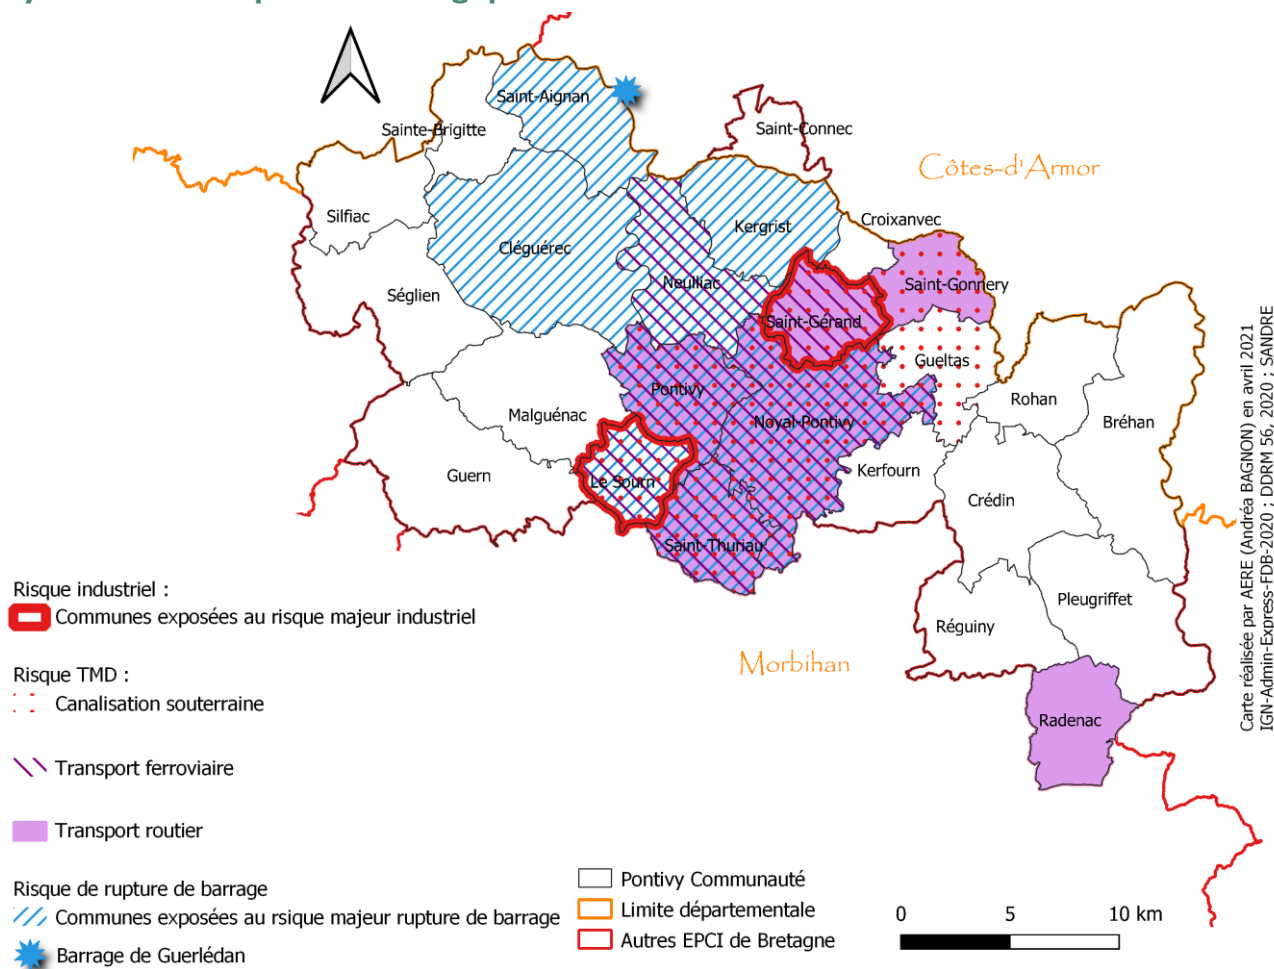 Saint-Aignan
Sainte-Brigitte
Saint-Connec
Côtes-d'Armor
Silfiac
Kergrist
Croixanvec
Cléguérec
Neulliac
Saint-Gonnery
Séglien
Saint-Gérand
Gueltas
Pontivy
Rohan
Malguénac
Noyal-Pontivy
Bréhan
Guern
Le Sourn
Kerfourn
Crédin
Saint-Thuriau
Pleugriffet
Réguiny
Morbihan
Radenac
Risque industriel :
Communes exposées au risque majeur industriel
Risque TMD :
Canalisation souterraine
Transport ferroviaire
Transport routier
Risque de rupture de barrage
Communes exposées au rsique majeur rupture de barrage
Barrage de Guerlédan
Pontivy Communauté
Limite départementale
Autres EPCI de Bretagne
0 5 10 km
Carte réalisée par AERE (Andréa BAGNON) en avril 2021
IGN-Admin-Express-FDB-2020 ; DDRM 56, 2020 ; SANDRE